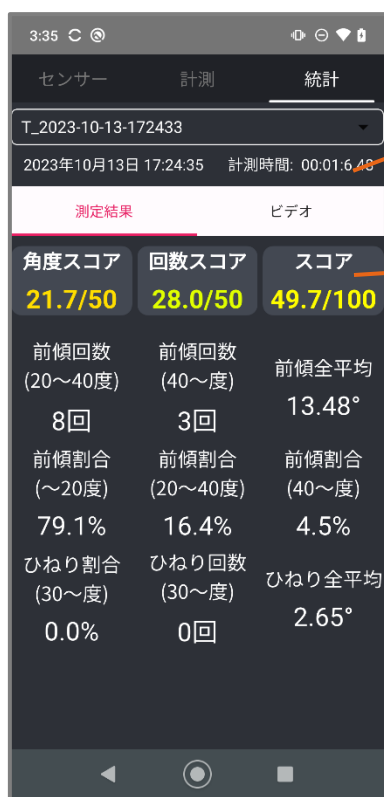 3:35
センサー 計測 統計
T_2023-10-13-172433
2023年10月13日 17:24:35 計測時間: 00:01:6.48
測定結果 ビデオ
角度スコア 回数スコア スコア
21.7/50 28.0/50 49.7/100
前傾回数 前傾回数 前傾全平均
(20〜40度) (40〜度)
8回 3回 13.48°
前傾割合 前傾割合 前傾割合
(〜20度) (20〜40度) (40〜度)
79.1% 16.4% 4.5%
ひねり割合 ひねり回数 ひねり全平均
(30〜度) (30〜度)
0.0% 0回 2.65°